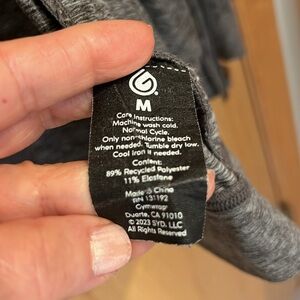 M
Care Instructions:
Machine wash cold.
Normal Cycle.
Only non-chlorine bleach
when needed. Tumble dry low.
Cool iron if needed.
Content:
89% Recycled Polyester
11% Elastane
Made in China
RN 131192
Gymwrap
Duarte, CA 91010
© 2023 SYD, LLC
All Rights Reserved